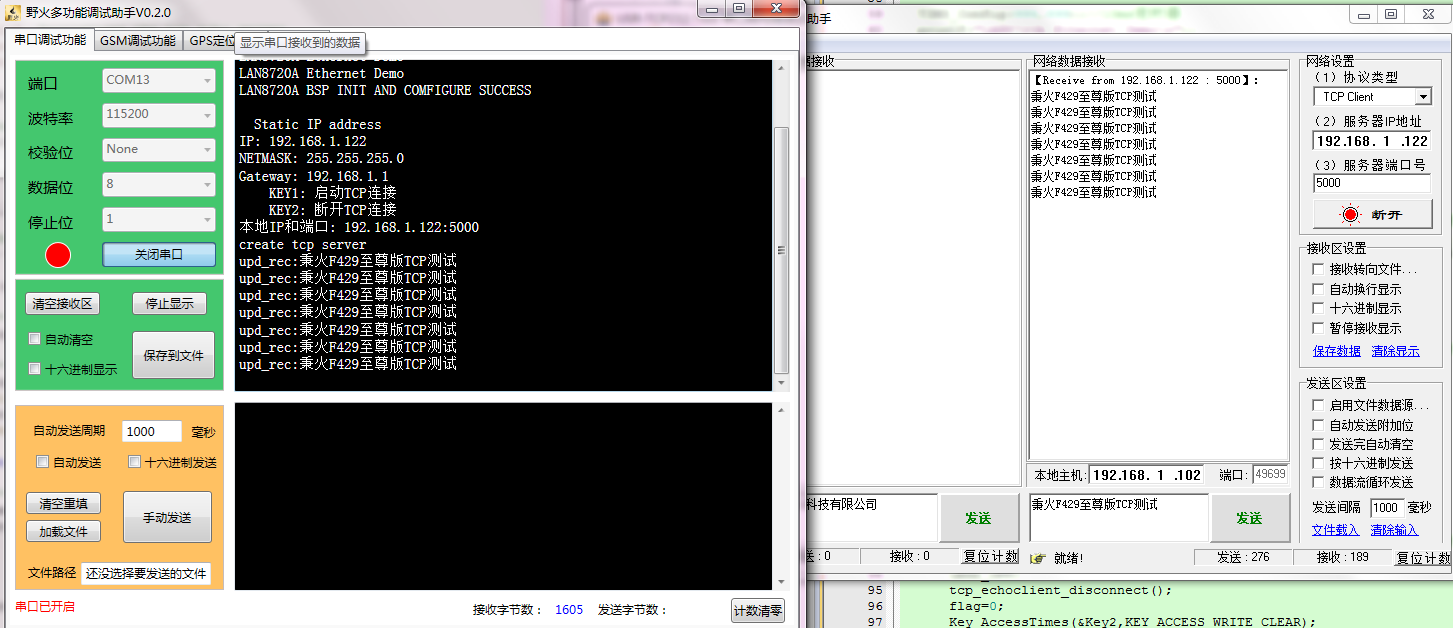 野火多功能调试助手V0.2.0
串口调试功能
GSM调试功能
GPS定位
显示串口接收到的数据
端口
COM13
波特率
115200
校验位
None
数据位
8
停止位
1
关闭串口
清空接收区
停止显示
自动清空
十六进制显示
保存到文件
LAN8720A Ethernet Demo
LAN8720A BSP INIT AND COMFIGURE SUCCESS
Static IP address
IP: 192.168.1.122
NETMASK: 255.255.255.0
Gateway: 192.168.1.1
KEY1: 启动TCP连接
KEY2: 断开TCP连接
本地IP和端口: 192.168.1.122:5000
create tcp server
upd_rec:秉火F429至尊版TCP测试
upd_rec:秉火F429至尊版TCP测试
upd_rec:秉火F429至尊版TCP测试
upd_rec:秉火F429至尊版TCP测试
upd_rec:秉火F429至尊版TCP测试
upd_rec:秉火F429至尊版TCP测试
upd_rec:秉火F429至尊版TCP测试
自动发送周期
1000
毫秒
自动发送
十六进制发送
清空重填
加载文件
手动发送
文件路径
还没选择要发送的文件
串口已开启
接收字节数：
1605
发送字节数：
计数清零
助手
据接收
网络数据接收
【Receive from 192.168.1.122 : 5000】:
秉火F429至尊版TCP测试
秉火F429至尊版TCP测试
秉火F429至尊版TCP测试
秉火F429至尊版TCP测试
秉火F429至尊版TCP测试
秉火F429至尊版TCP测试
秉火F429至尊版TCP测试
本地主机:
192.168. 1 .102
端口:
49699
科技有限公司
发送
秉火F429至尊版TCP测试
发送
送 : 0
接收 : 0
复位计数
就绪!
发送 : 276
接收 : 189
复位计数
网络设置
（1）协议类型
TCP Client
（2）服务器IP地址
192.168. 1 .122
（3）服务器端口号
5000
断开
接收区设置
接收转向文件...
自动换行显示
十六进制显示
暂停接收显示
保存数据
清除显示
发送区设置
启用文件数据源...
自动发送附加位
发送完自动清空
按十六进制发送
数据流循环发送
发送间隔
1000
毫秒
文件载入
清除输入
95 tcp_echoclient_disconnect();
96 flag=0;
97 Key_AccessTimes(&Key2,KEY_ACCESS_WRITE_CLEAR);